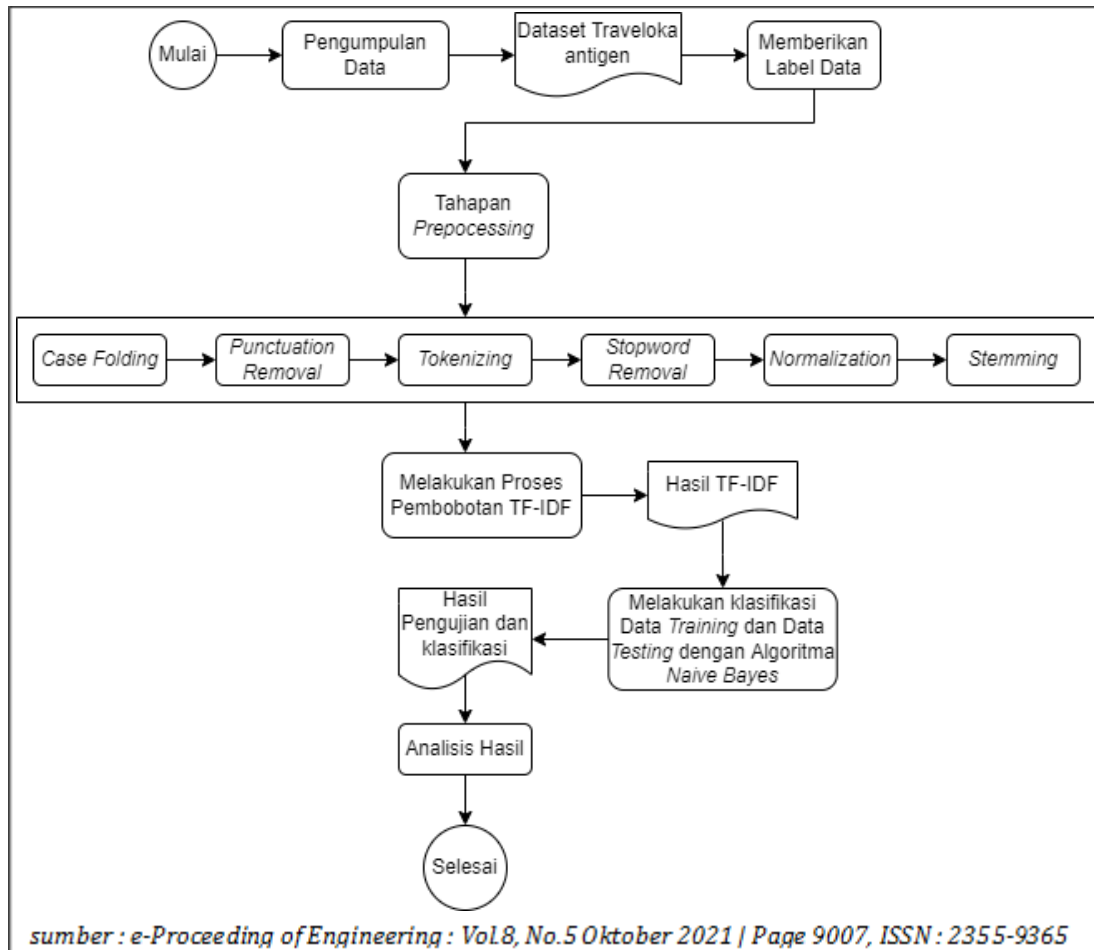 Mulai
Pengumpulan
Data
Dataset Traveloka
antigen
Memberikan
Label Data
Tahapan
Prepocessing
Case Folding
Punctuation
Removal
Tokenizing
Stopword
Removal
Normalization
Stemming
Melakukan Proses
Pembobotan TF-IDF
Hasil TF-IDF
Melakukan klasifikasi
Data Training dan Data
Testing dengan Algoritma
Naive Bayes
Hasil
Pengujian dan
klasifikasi
Analisis Hasil
Selesai
sumber : e-Proceeding of Engineering : Vol.8, No.5 Oktober 2021 | Page 9007, ISSN : 2355-9365